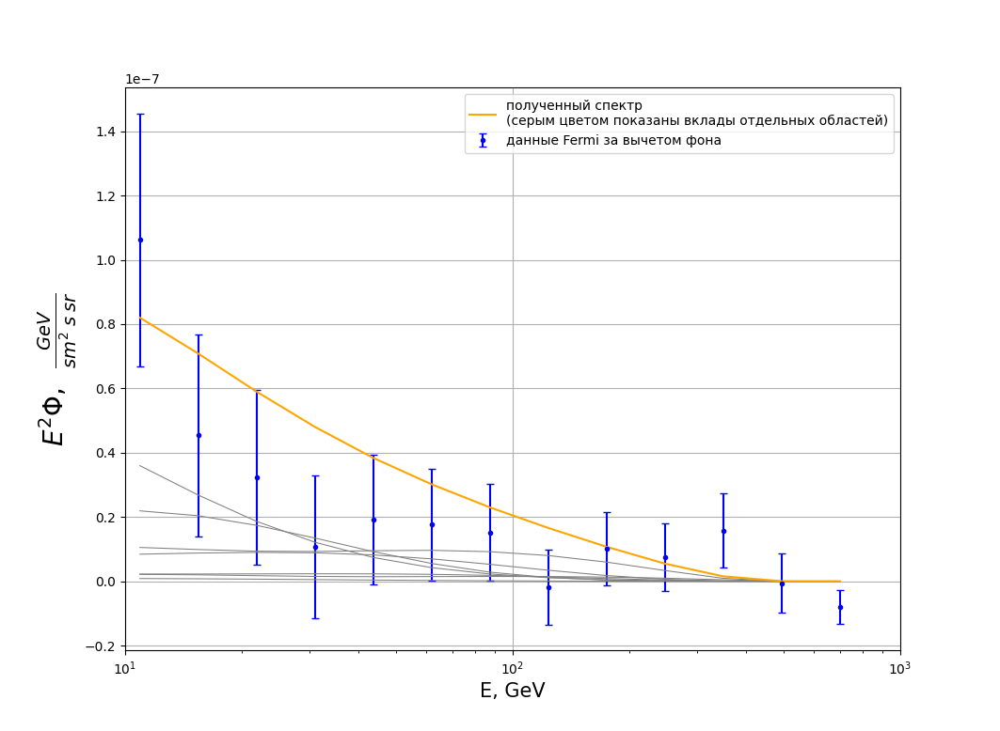 1e−7
полученный спектр
(серым цветом показаны вклады отдельных областей)
данные Fermi за вычетом фона
1.4
1.2
1.0
0.8
0.6
0.4
0.2
0.0
−0.2
E²Φ, GeV / sm² s sr
10¹ 10² 10³
E, GeV